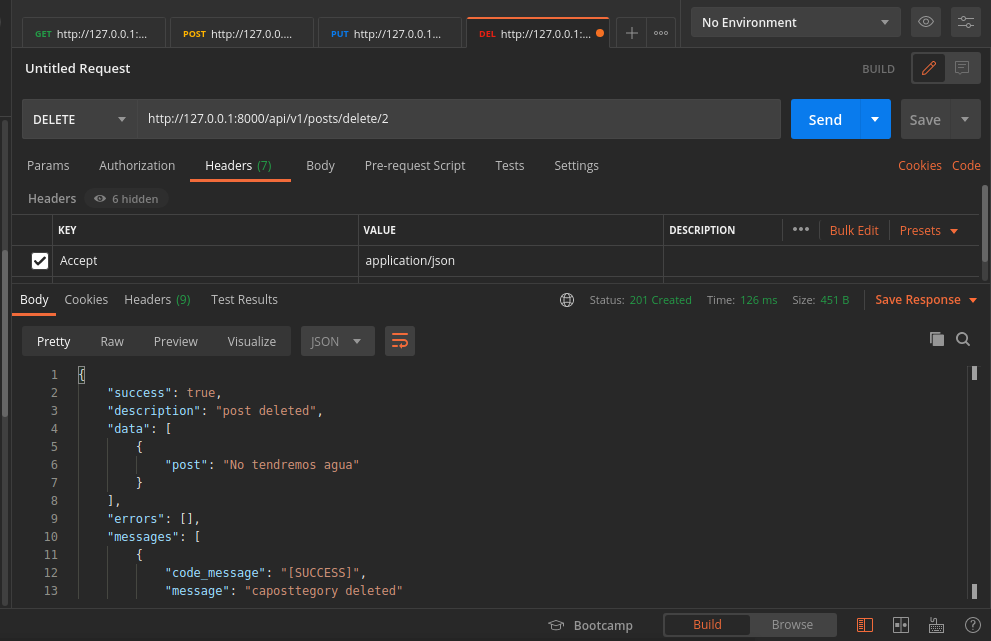 GET http://127.0.0.1:... POST http://127.0.0.... PUT http://127.0.0.1... DEL http://127.0.0.1:... No Environment
Untitled Request BUILD
DELETE http://127.0.0.1:8000/api/v1/posts/delete/2 Send Save
Params Authorization Headers (7) Body Pre-request Script Tests Settings Cookies Code
Headers 6 hidden
KEY VALUE DESCRIPTION ••• Bulk Edit Presets
Accept application/json
Body Cookies Headers (9) Test Results Status: 201 Created Time: 126 ms Size: 451 B Save Response
Pretty Raw Preview Visualize JSON
1 {
2 "success": true,
3 "description": "post deleted",
4 "data": [
5 {
6 "post": "No tendremos agua"
7 }
8 ],
9 "errors": [],
10 "messages": [
11 {
12 "code_message": "[SUCCESS]",
13 "message": "caposttegory deleted"
Bootcamp Build Browse